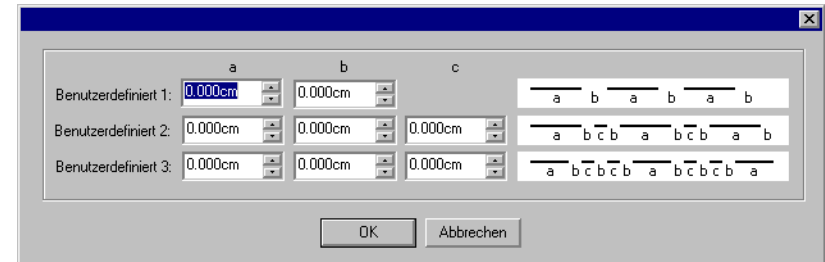 a b c
Benutzerdefiniert 1: 0.000cm 0.000cm a b a b a b
Benutzerdefiniert 2: 0.000cm 0.000cm 0.000cm a b c b a b c b a b
Benutzerdefiniert 3: 0.000cm 0.000cm 0.000cm a b c b c b a b c b c b a
OK Abbrechen